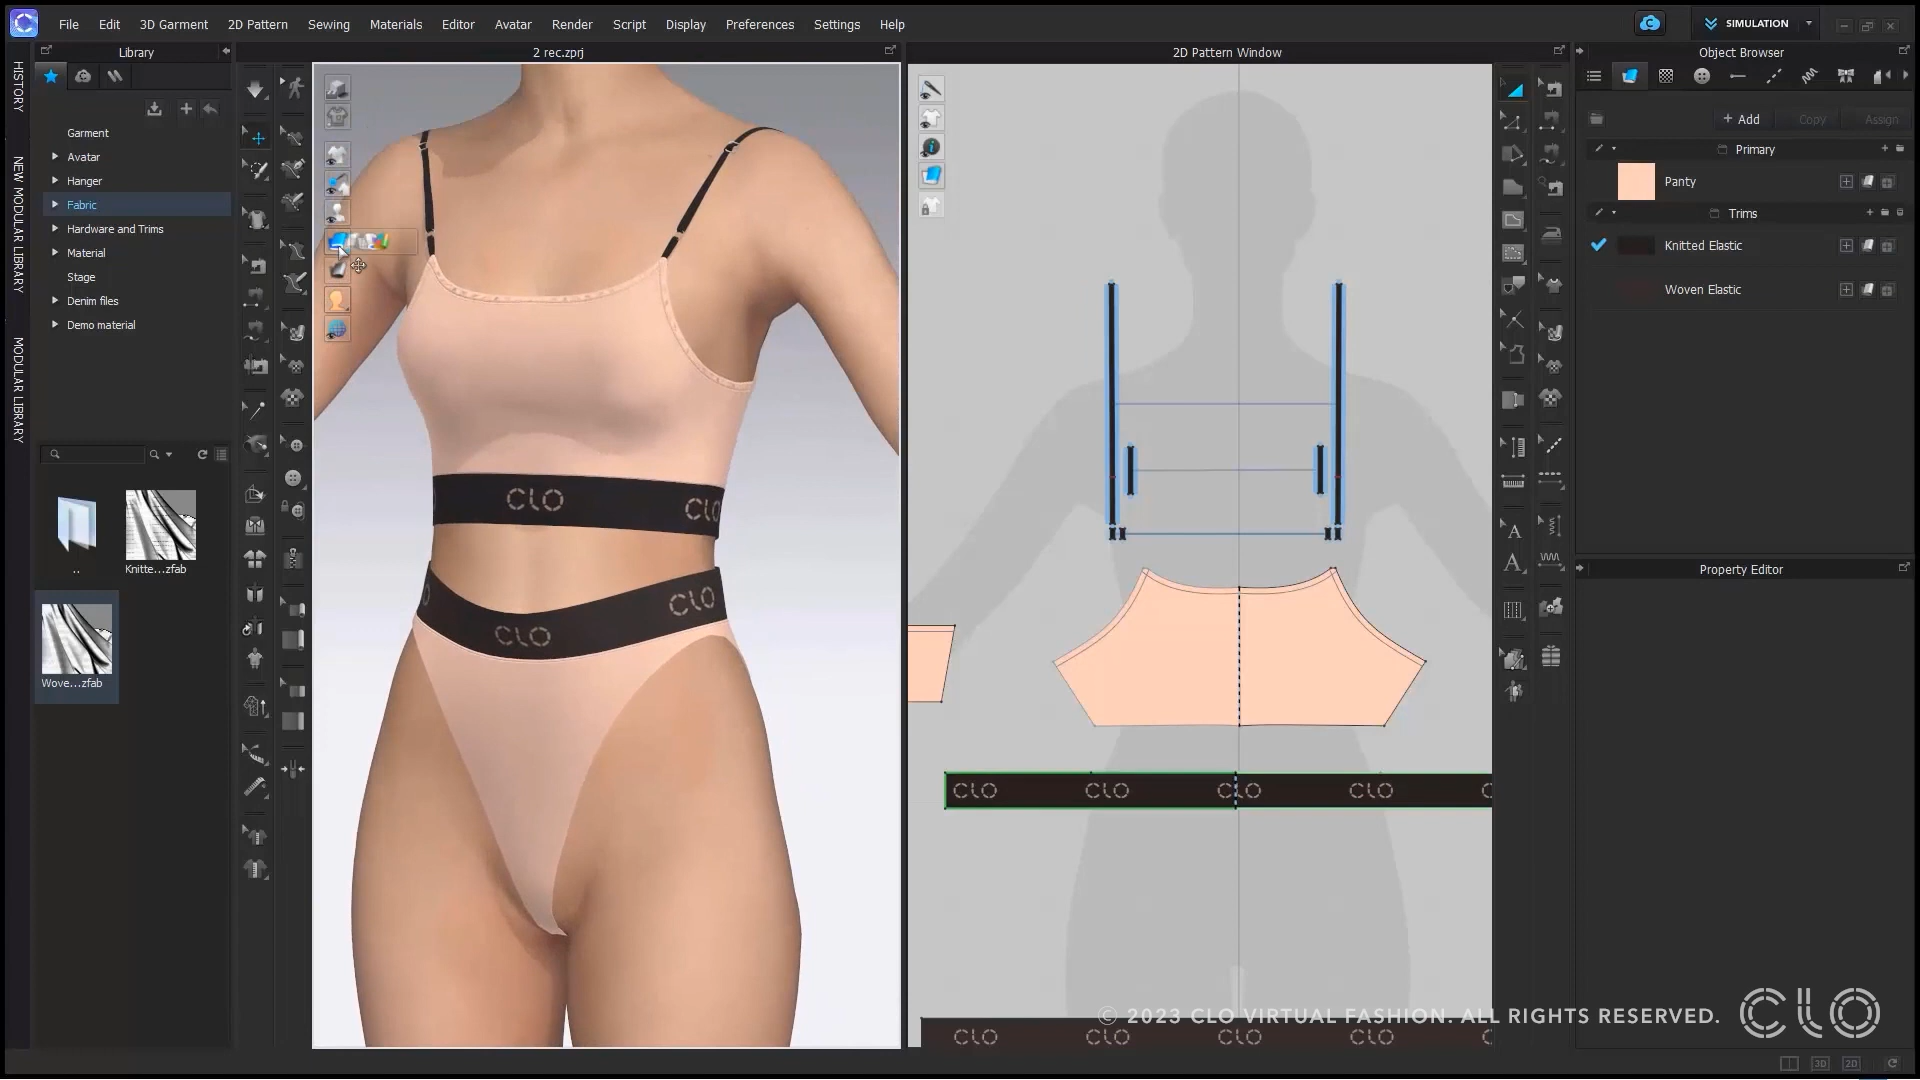 File Edit 3D Garment 2D Pattern Sewing Materials Editor Avatar Render Script Display Preferences Settings Help
SIMULATION
Library
2 rec.zprj
2D Pattern Window
Object Browser
HISTORY
NEW MODULAR LIBRARY
MODULAR LIBRARY
Garment
Avatar
Hanger
Fabric
Hardware and Trims
Material
Stage
Denim files
Demo material
..
Knitte...zfab
Wove...zfab
CLO
CLO
CLO
CLO
A
A
CLO CLO CLO CLO
CLO CLO CLO CLO
+ Add Copy Assign
Primary
Panty
Trims
Knitted Elastic
Woven Elastic
Property Editor
© 2023 CLO VIRTUAL FASHION. ALL RIGHTS RESERVED.
CLO
3D 2D